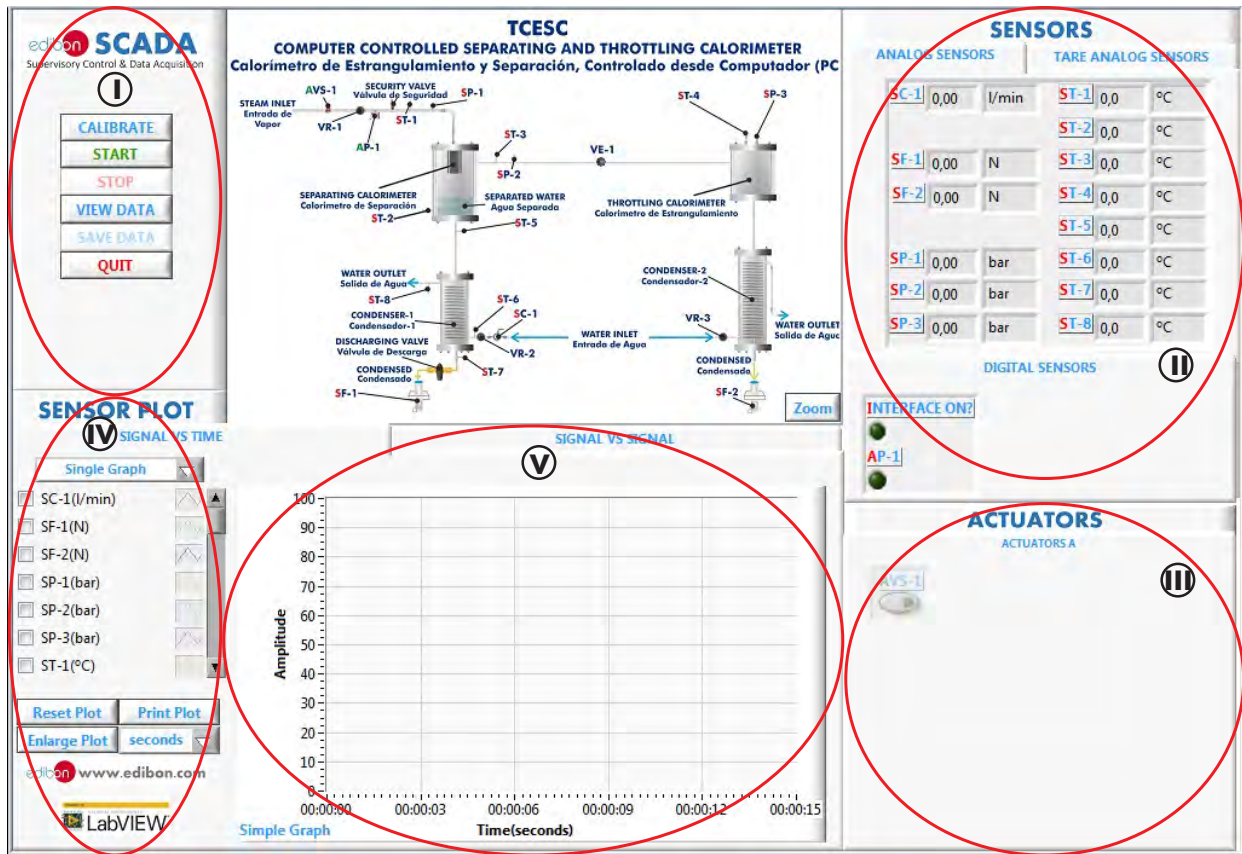 edibon SCADA
Supervisory Control & Data Acquisition
I
CALIBRATE
START
STOP
VIEW DATA
SAVE DATA
QUIT
TCESC
COMPUTER CONTROLLED SEPARATING AND THROTTLING CALORIMETER
Calorímetro de Estrangulamiento y Separación, Controlado desde Computador (PC
STEAM INLET
Entrada de
Vapor
AVS-1
VR-1
SECURITY VALVE
Válvula de Seguridad
SP-1
ST-1
AP-1
ST-3
SP-2
VE-1
ST-4
SP-3
SEPARATING CALORIMETER
Calorimetro de Separación
ST-2
SEPARATED WATER
Agua Separada
ST-5
THROTTLING CALORIMETER
Calorimetro de Estrangulamiento
WATER OUTLET
Salida de Agua
ST-8
CONDENSER-1
Condensador-1
ST-6
SC-1
VR-2
DISCHARGING VALVE
Válvula de Descarga
CONDENSED
Condensado
ST-7
SF-1
WATER INLET
Entrada de Agua
CONDENSER-2
Condensador-2
VR-3
WATER OUTLET
Salida de Aguc
CONDENSED
Condensado
SF-2
Zoom
SENSORS
ANALOG SENSORS
TARE ANALOG SENSORS
SC-1 0,00 l/min ST-1 0,0 ºC
ST-2 0,0 ºC
SF-1 0,00 N ST-3 0,0 ºC
SF-2 0,00 N ST-4 0,0 ºC
ST-5 0,0 ºC
SP-1 0,00 bar ST-6 0,0 ºC
SP-2 0,00 bar ST-7 0,0 ºC
SP-3 0,00 bar ST-8 0,0 ºC
II
DIGITAL SENSORS
INTERFACE ON?
AP-1
SENSOR PLOT
IV
SIGNAL VS TIME
SIGNAL VS SIGNAL
Single Graph
SC-1(l/min)
SF-1(N)
SF-2(N)
SP-1(bar)
SP-2(bar)
SP-3(bar)
ST-1(ºC)
Reset Plot Print Plot
Enlarge Plot seconds
edibon www.edibon.com
LabVIEW
V
100
90
80
70
60
50
40
30
20
10
0
Amplitude
00:00:00 00:00:03 00:00:06 00:00:09 00:00:12 00:00:15
Simple Graph
Time(seconds)
ACTUATORS
ACTUATORS A
AVS-1
III